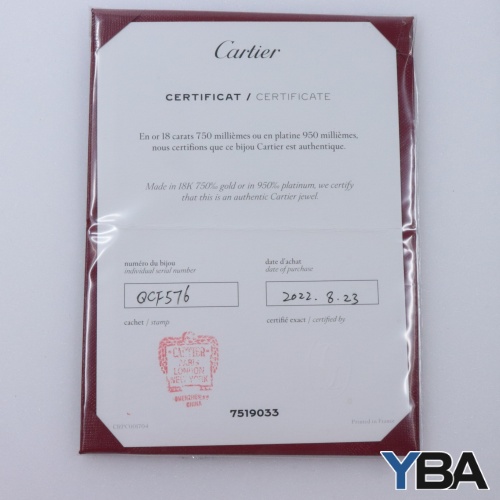 Cartier
CERTIFICAT / CERTIFICATE
En or 18 carats 750 millièmes ou en platine 950 millièmes,
nous certifions que ce bijou Cartier est authentique.
Made in 18K 750‰ gold or in 950‰ platinum, we certify
that this is an authentic Cartier jewel.
numéro du bijou
individual serial number
date d'achat
date of purchase
QCF576
2022. 8.23
cachet / stamp
certifié exact / certified by.
CARTIER
PARIS
LONDON
NEW YORK
7519033
Printed in France
YBA